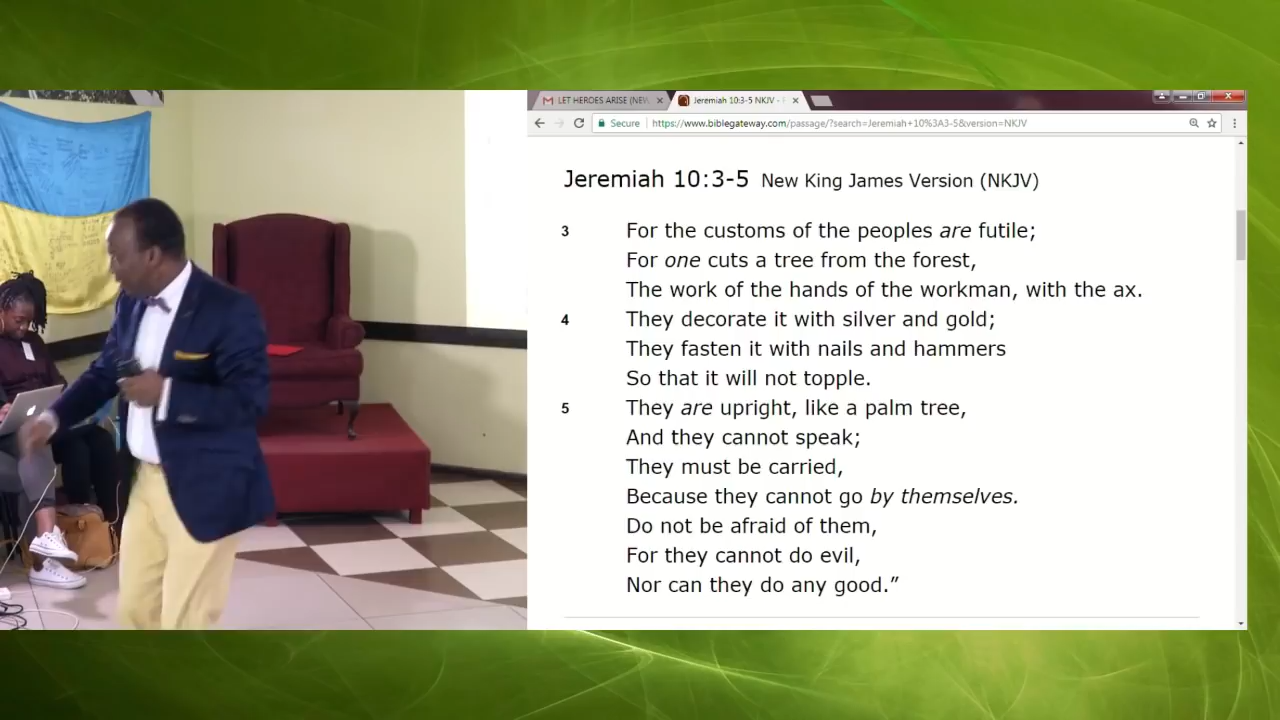 LET HEROES ARISE (NEW
Jeremiah 10:3-5 NKJV -
Secure https://www.biblegateway.com/passage/?search=Jeremiah+10%3A3-5&version=NKJV
Jeremiah 10:3-5 New King James Version (NKJV)
3 For the customs of the peoples are futile;
For one cuts a tree from the forest,
The work of the hands of the workman, with the ax.
4 They decorate it with silver and gold;
They fasten it with nails and hammers
So that it will not topple.
5 They are upright, like a palm tree,
And they cannot speak;
They must be carried,
Because they cannot go by themselves.
Do not be afraid of them,
For they cannot do evil,
Nor can they do any good.”